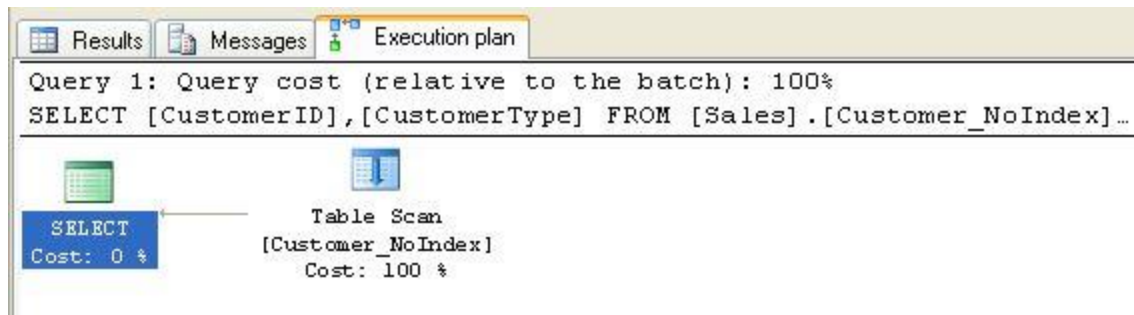 Results Messages Execution plan
Query 1: Query cost (relative to the batch): 100%
SELECT [CustomerID],[CustomerType] FROM [Sales].[Customer_NoIndex]…
SELECT
Cost: 0 %
Table Scan
[Customer_NoIndex]
Cost: 100 %